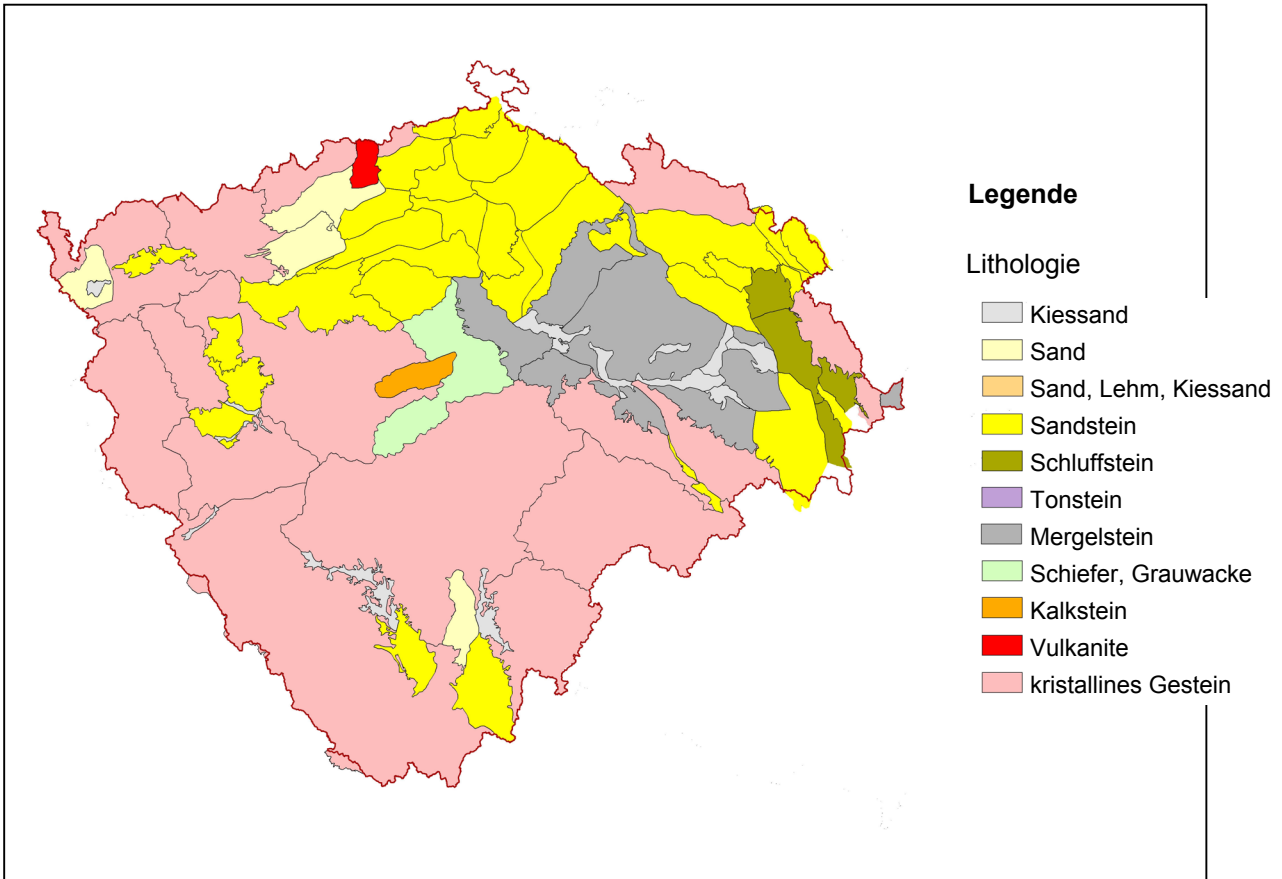 Legende
Lithologie
Kiessand
Sand
Sand, Lehm, Kiessand
Sandstein
Schluffstein
Tonstein
Mergelstein
Schiefer, Grauwacke
Kalkstein
Vulkanite
kristallines Gestein